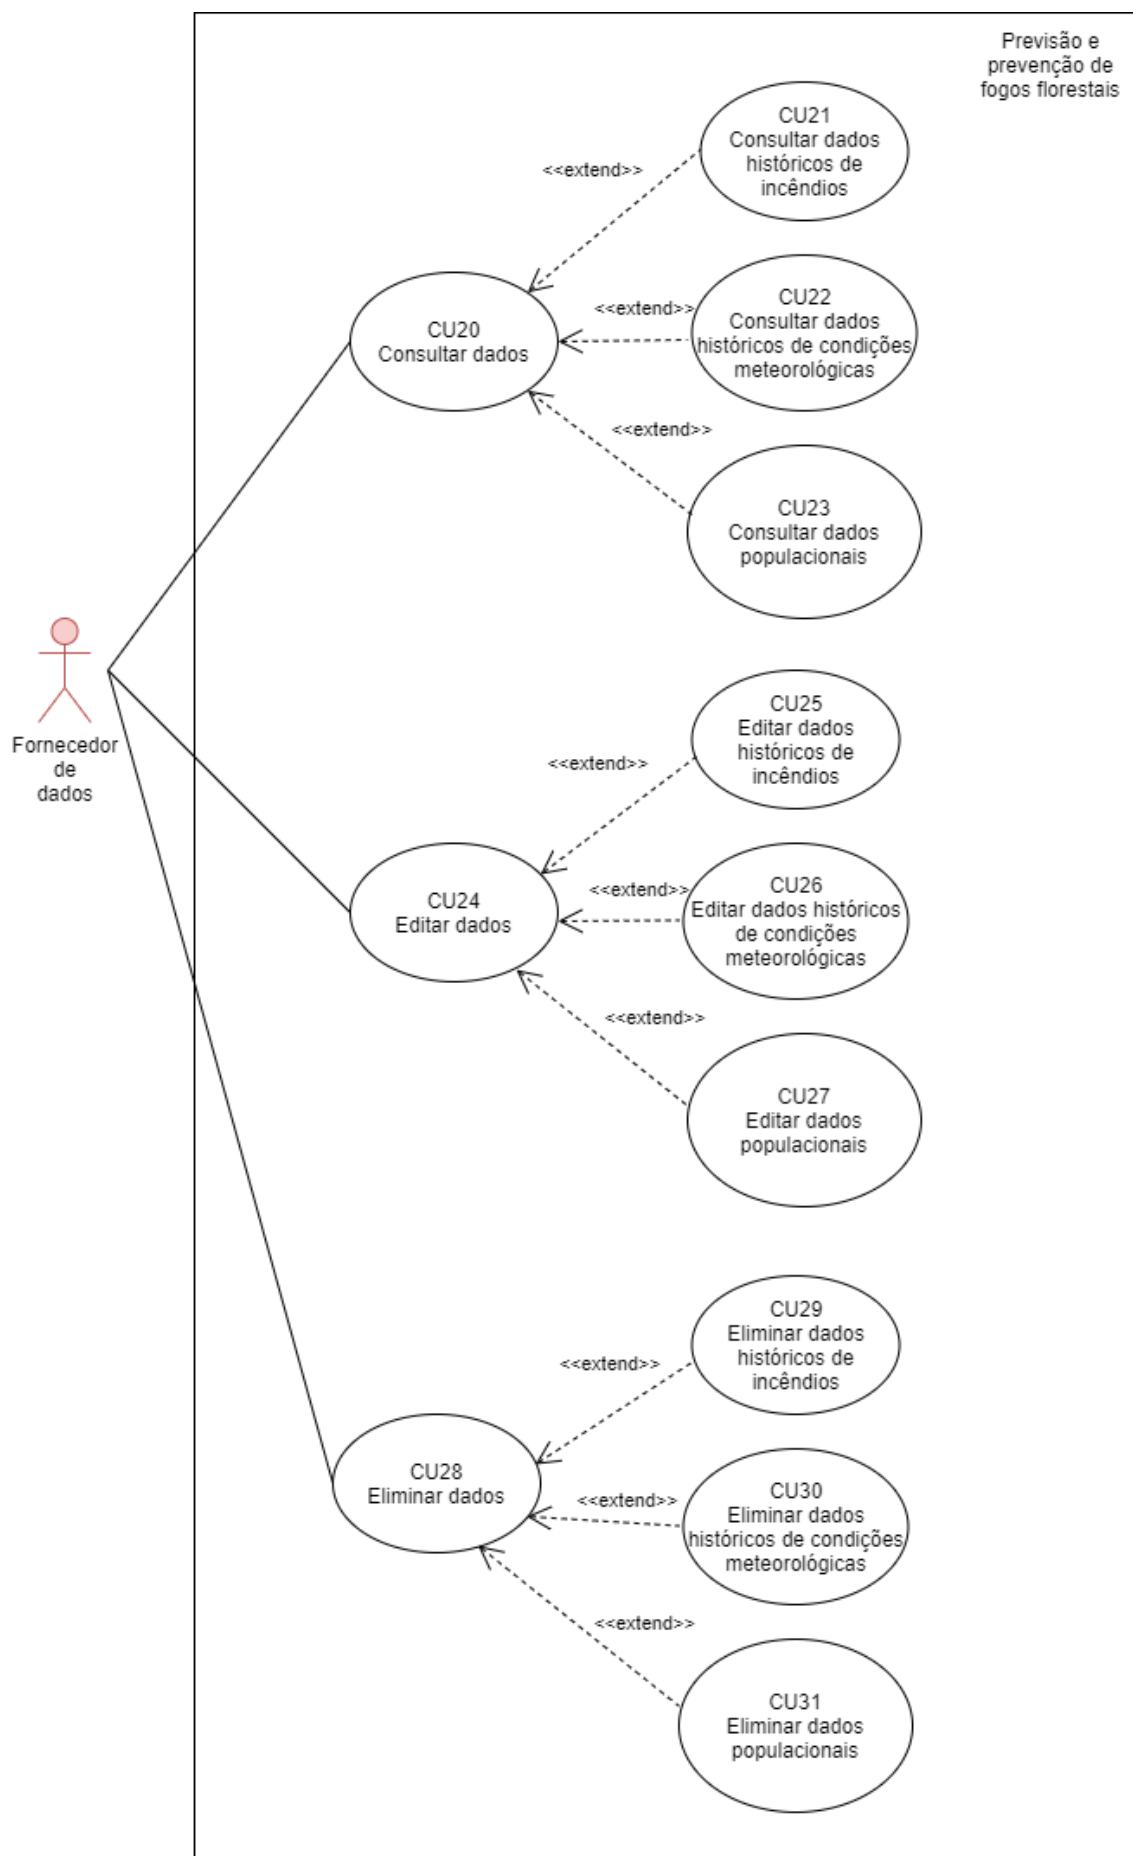 Previsão e
prevenção de
fogos florestais
CU21
Consultar dados
históricos de
incêndios
<<extend>>
CU22
Consultar dados
históricos de condições
meteorológicas
<<extend>>
CU20
Consultar dados
<<extend>>
CU23
Consultar dados
populacionais
Fornecedor
de
dados
CU25
Editar dados
históricos de
incêndios
<<extend>>
CU26
Editar dados históricos
de condições
meteorológicas
<<extend>>
CU24
Editar dados
<<extend>>
CU27
Editar dados
populacionais
CU29
Eliminar dados
históricos de
incêndios
<<extend>>
CU28
Eliminar dados
<<extend>>
CU30
Eliminar dados
históricos de condições
meteorológicas
<<extend>>
CU31
Eliminar dados
populacionais